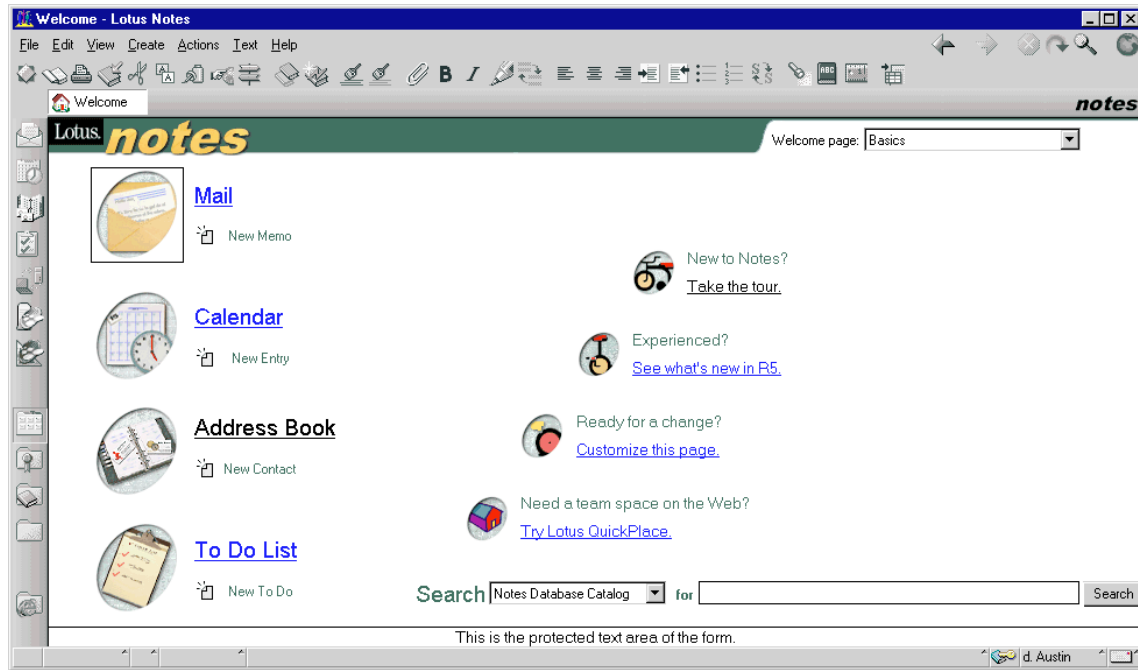 Welcome - Lotus Notes
File Edit View Create Actions Text Help
Welcome
notes
Lotus. notes
Welcome page: Basics
Mail
New Memo
New to Notes?
Take the tour.
Calendar
New Entry
Experienced?
See what's new in R5.
Address Book
New Contact
Ready for a change?
Customize this page.
Need a team space on the Web?
Try Lotus QuickPlace.
To Do List
New To Do
Search Notes Database Catalog for Search
This is the protected text area of the form.
d. Austin